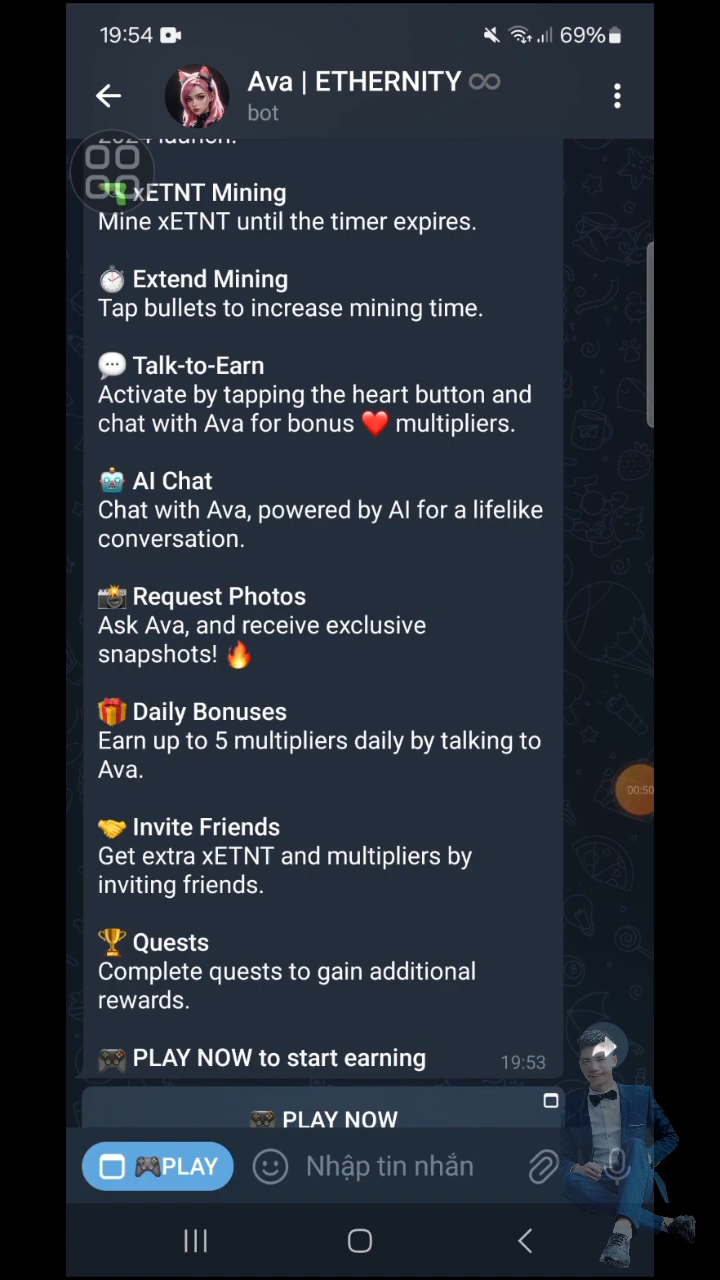 19:54
69%
Ava | ETHERNITY
bot
2024 launch.
xETNT Mining
Mine xETNT until the timer expires.
Extend Mining
Tap bullets to increase mining time.
Talk-to-Earn
Activate by tapping the heart button and
chat with Ava for bonus ❤️ multipliers.
AI Chat
Chat with Ava, powered by AI for a lifelike
conversation.
Request Photos
Ask Ava, and receive exclusive
snapshots! 🔥
Daily Bonuses
Earn up to 5 multipliers daily by talking to
Ava.
00:50
Invite Friends
Get extra xETNT and multipliers by
inviting friends.
Quests
Complete quests to gain additional
rewards.
PLAY NOW to start earning
19:53
PLAY NOW
PLAY
Nhập tin nhắn